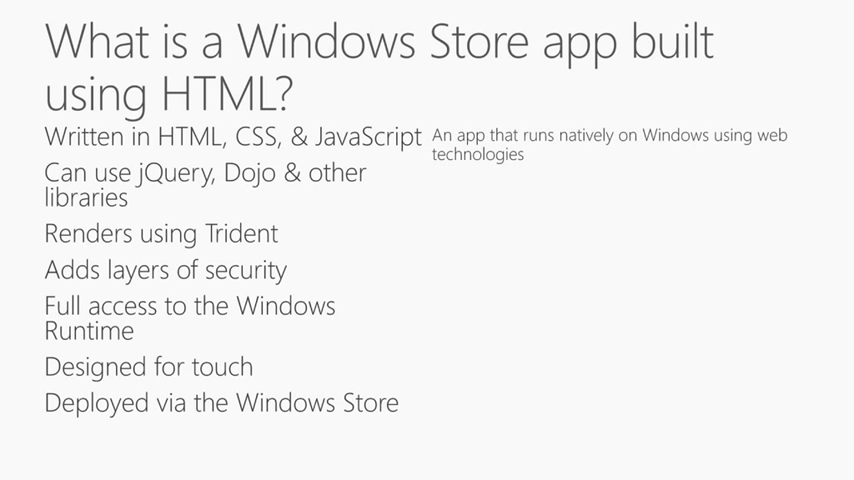 What is a Windows Store app built
using HTML?
Written in HTML, CSS, & JavaScript
Can use jQuery, Dojo & other
libraries
Renders using Trident
Adds layers of security
Full access to the Windows
Runtime
Designed for touch
Deployed via the Windows Store
An app that runs natively on Windows using web
technologies